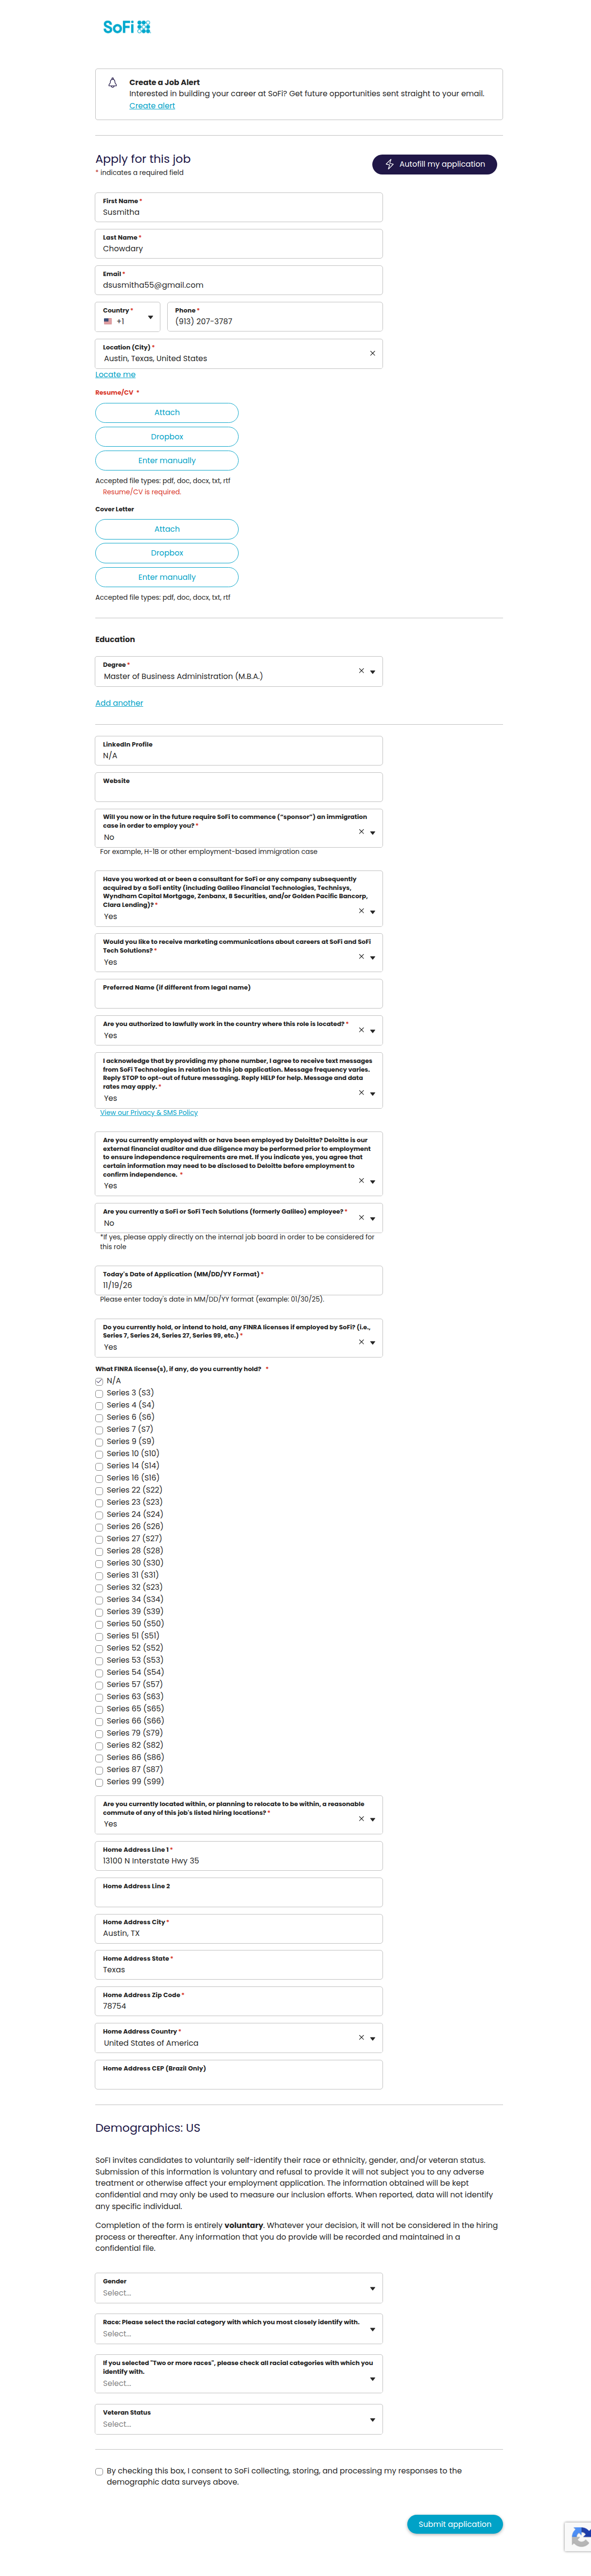 SoFi
Create a Job Alert
Interested in building your career at SoFi? Get future opportunities sent straight to your email.
Create alert
Apply for this job
* indicates a required field
Autofill my application
First Name *
Susmitha
Last Name *
Chowdary
Email *
dsusmitha55@gmail.com
Country *
+1
Phone *
(913) 207-3787
Location (City) *
Austin, Texas, United States
Locate me
Resume/CV *
Attach
Dropbox
Enter manually
Accepted file types: pdf, doc, docx, txt, rtf
Resume/CV is required.
Cover Letter
Attach
Dropbox
Enter manually
Accepted file types: pdf, doc, docx, txt, rtf
Education
Degree *
Master of Business Administration (M.B.A.)
Add another
LinkedIn Profile
N/A
Website
Will you now or in the future require SoFi to commence ("sponsor") an immigration
case in order to employ you? *
No
For example, H-1B or other employment-based immigration case
Have you worked at or been a consultant for SoFi or any company subsequently
acquired by a SoFi entity (including Galileo Financial Technologies, Technisys,
Wyndham Capital Mortgage, Zenbanx, 8 Securities, and/or Golden Pacific Bancorp,
Clara Lending)? *
Yes
Would you like to receive marketing communications about careers at SoFi and SoFi
Tech Solutions? *
Yes
Preferred Name (if different from legal name)
Are you authorized to lawfully work in the country where this role is located? *
Yes
I acknowledge that by providing my phone number, I agree to receive text messages
from SoFi Technologies in relation to this job application. Message frequency varies.
Reply STOP to opt-out of future messaging. Reply HELP for help. Message and data
rates may apply. *
Yes
View our Privacy & SMS Policy
Are you currently employed with or have been employed by Deloitte? Deloitte is our
external financial auditor and due diligence may be performed prior to employment
to ensure independence requirements are met. If you indicate yes, you agree that
certain information may need to be disclosed to Deloitte before employment to
confirm independence. *
Yes
Are you currently a SoFi or SoFi Tech Solutions (formerly Galileo) employee? *
No
*If yes, please apply directly on the internal job board in order to be considered for
this role
Today's Date of Application (MM/DD/YY Format) *
11/19/26
Please enter today's date in MM/DD/YY format (example: 01/30/25).
Do you currently hold, or intend to hold, any FINRA licenses if employed by SoFi? (i.e.,
Series 7, Series 24, Series 27, Series 99, etc.) *
Yes
What FINRA license(s), if any, do you currently hold? *
N/A
Series 3 (S3)
Series 4 (S4)
Series 6 (S6)
Series 7 (S7)
Series 9 (S9)
Series 10 (S10)
Series 14 (S14)
Series 16 (S16)
Series 22 (S22)
Series 23 (S23)
Series 24 (S24)
Series 26 (S26)
Series 27 (S27)
Series 28 (S28)
Series 30 (S30)
Series 31 (S31)
Series 32 (S23)
Series 34 (S34)
Series 39 (S39)
Series 50 (S50)
Series 51 (S51)
Series 52 (S52)
Series 53 (S53)
Series 54 (S54)
Series 57 (S57)
Series 63 (S63)
Series 65 (S65)
Series 66 (S66)
Series 79 (S79)
Series 82 (S82)
Series 86 (S86)
Series 87 (S87)
Series 99 (S99)
Are you currently located within, or planning to relocate to be within, a reasonable
commute of any of this job's listed hiring locations? *
Yes
Home Address Line 1 *
13100 N Interstate Hwy 35
Home Address Line 2
Home Address City *
Austin, TX
Home Address State *
Texas
Home Address Zip Code *
78754
Home Address Country *
United States of America
Home Address CEP (Brazil Only)
Demographics: US
SoFI invites candidates to voluntarily self-identify their race or ethnicity, gender, and/or veteran status.
Submission of this information is voluntary and refusal to provide it will not subject you to any adverse
treatment or otherwise affect your employment application. The information obtained will be kept
confidential and may only be used to measure our inclusion efforts. When reported, data will not identify
any specific individual.
Completion of the form is entirely voluntary. Whatever your decision, it will not be considered in the hiring
process or thereafter. Any information that you do provide will be recorded and maintained in a
confidential file.
Gender
Select...
Race: Please select the racial category with which you most closely identify with.
Select...
If you selected "Two or more races", please check all racial categories with which you
identify with.
Select...
Veteran Status
Select...
By checking this box, I consent to SoFi collecting, storing, and processing my responses to the
demographic data surveys above.
Submit application